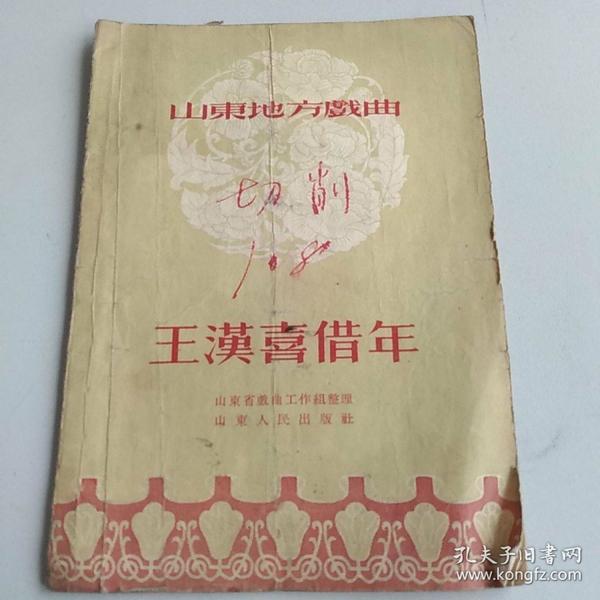 山東地方戲曲
切削
108
王漢喜借年
山東省戲曲工作組整理
山東人民出版社
孔夫子旧书网
www.kongfz.com